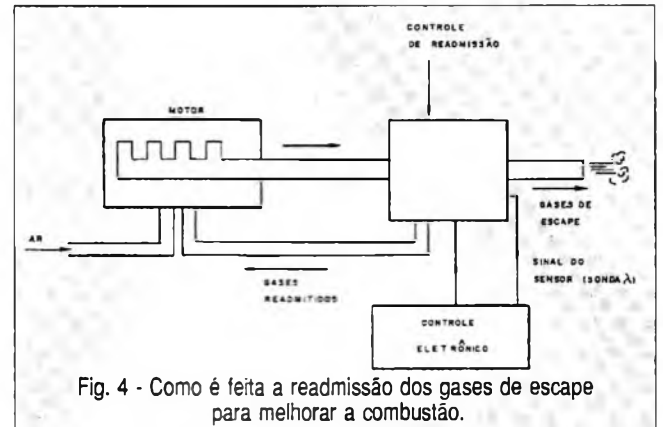 CONTROLE
DE READMISSÃO
MOTOR
GASES DE
ESCAPE
AR
SINAL DO
SENSOR (SONDA λ)
GASES
READMITIDOS
CONTROLE
ELETRÔNICO
Fig. 4 - Como é feita a readmissão dos gases de escape
para melhorar a combustão.